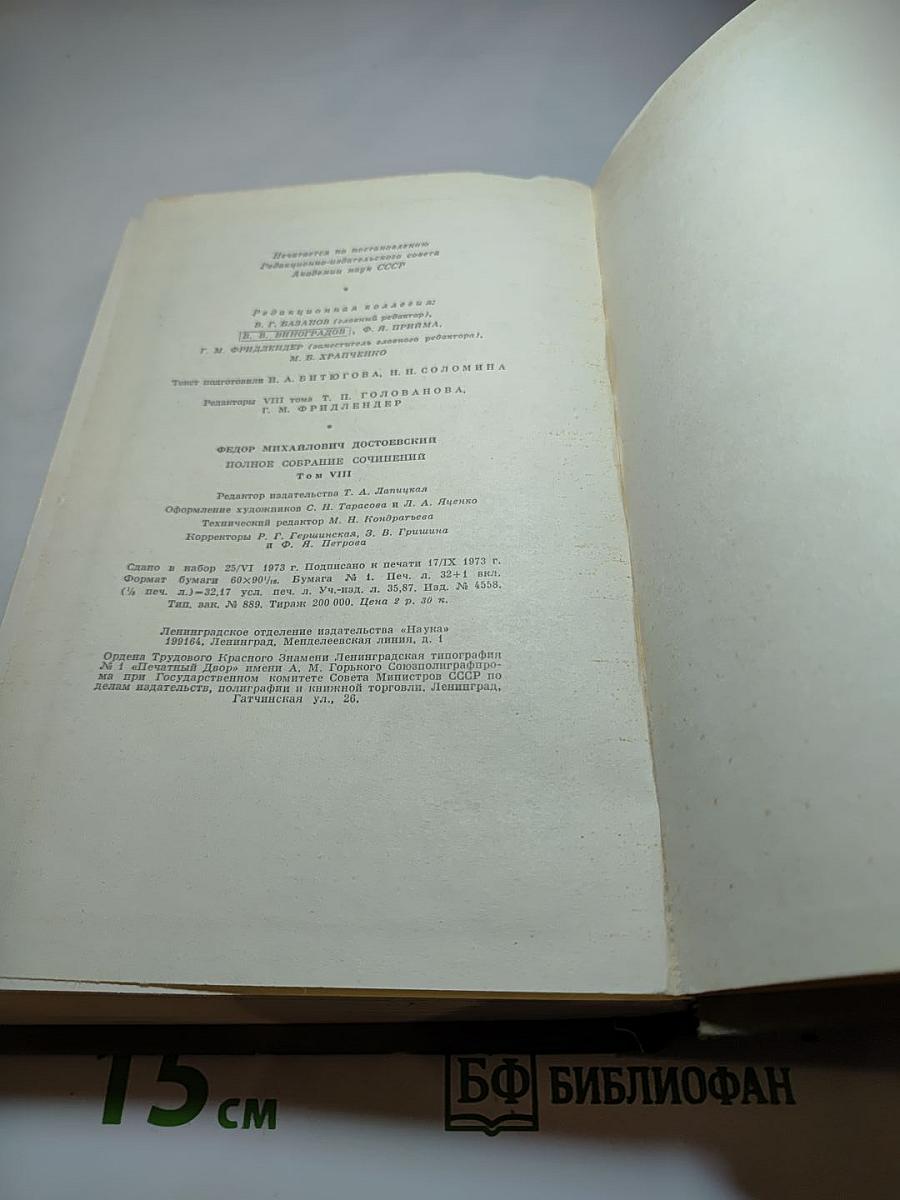 Печатается по постановлению
Редакционно-издательского совета
Академии наук СССР
*
Редакционная коллегия:
В. Г. БАЗАНОВ (главный редактор),
В. В. ВИНОГРАДОВ, Ф. Я. ПРИЙМА,
Г. М. ФРИДЛЕНДЕР (заместитель главного редактора),
М. Б. ХРАПЧЕНКО
Текст подготовили И. А. БИТЮГОВА, Н. Н. СОЛОМИНА
Редакторы VIII тома Т. П. ГОЛОВАНОВА,
Г. М. ФРИДЛЕНДЕР
*
ФЕДОР МИХАЙЛОВИЧ ДОСТОЕВСКИЙ
ПОЛНОЕ СОБРАНИЕ СОЧИНЕНИЙ
Том VIII
Редактор издательства Т. А. Лапицкая
Оформление художников С. Н. Тарасова и Л. А. Яценко
Технический редактор М. Н. Кондратьева
Корректоры Р. Г. Гершинская, З. В. Гришина
и Ф. Я. Петрова
Сдано в набор 25/VI 1973 г. Подписано к печати 17/IX 1973 г.
Формат бумаги 60×90¹/₁₆. Бумага № 1. Печ. л. 32+1 вкл.
(¹/₈ печ. л.)=32,17 усл. печ. л. Уч.-изд. л. 35,87. Изд. № 4558.
Тип. зак. № 889. Тираж 200 000. Цена 2 р. 30 к.
Ленинградское отделение издательства «Наука»
199164, Ленинград, Менделеевская линия, д. 1
Ордена Трудового Красного Знамени Ленинградская типография
№ 1 «Печатный Двор» имени А. М. Горького Союзполиграфпро-
ма при Государственном комитете Совета Министров СССР по
делам издательств, полиграфии и книжной торговли, Ленинград,
Гатчинская ул., 26.
15 см
БФ БИБЛИОФАН